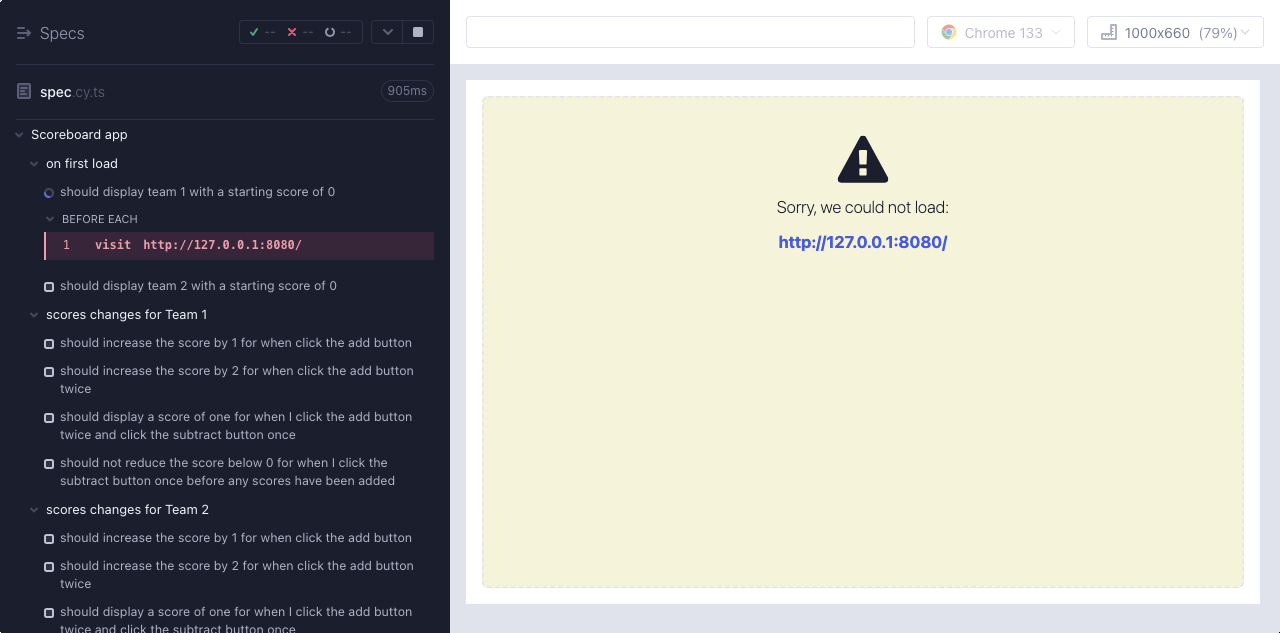 Specs
-- -- --
spec.cy.ts
905ms
Scoreboard app
on first load
should display team 1 with a starting score of 0
BEFORE EACH
1 visit http://127.0.0.1:8080/
should display team 2 with a starting score of 0
scores changes for Team 1
should increase the score by 1 for when click the add button
should increase the score by 2 for when click the add button
twice
should display a score of one for when I click the add button
twice and click the subtract button once
should not reduce the score below 0 for when I click the
subtract button once before any scores have been added
scores changes for Team 2
should increase the score by 1 for when click the add button
should increase the score by 2 for when click the add button
twice
should display a score of one for when I click the add button
twice and click the subtract button once
Chrome 133
1000x660 (79%)
Sorry, we could not load:
http://127.0.0.1:8080/